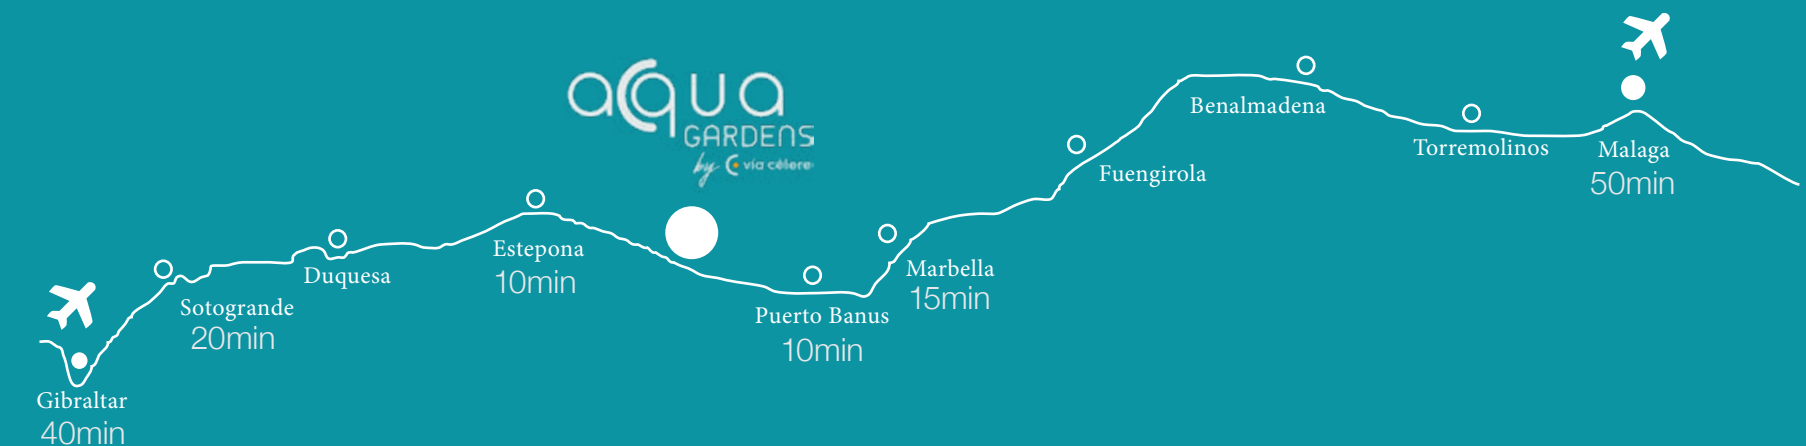 acqua
GARDENS
by vía célere
Benalmadena
Torremolinos
Malaga
50min
Fuengirola
Estepona
10min
Marbella
15min
Duquesa
Sotogrande
20min
Puerto Banus
10min
Gibraltar
40min